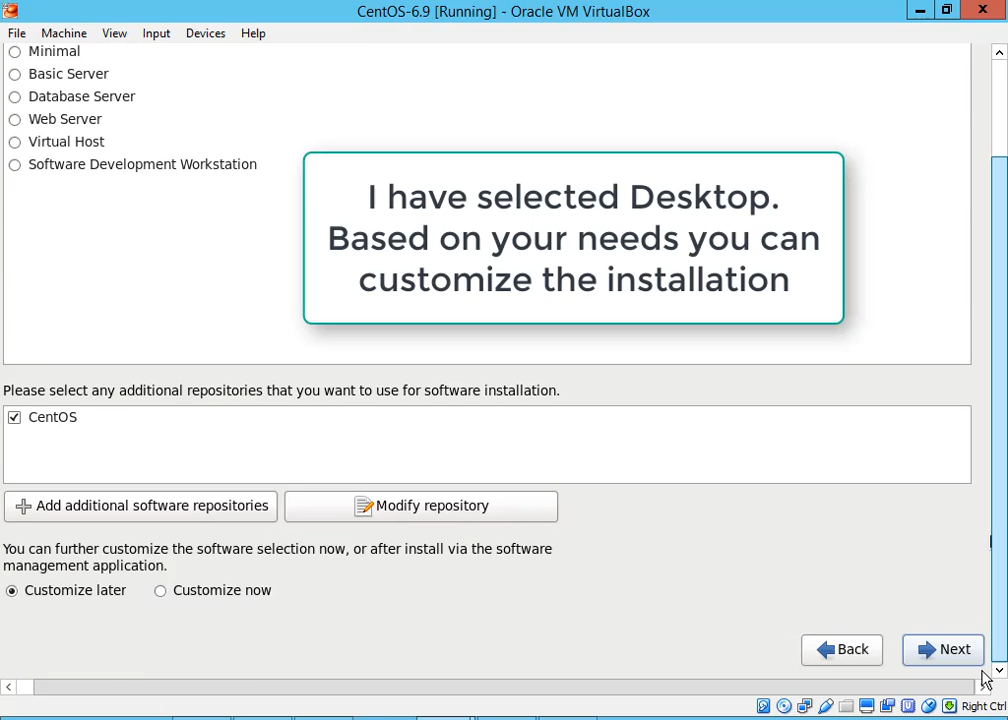 CentOS-6.9 [Running] - Oracle VM VirtualBox
File Machine View Input Devices Help
Minimal
Basic Server
Database Server
Web Server
Virtual Host
Software Development Workstation
I have selected Desktop.
Based on your needs you can
customize the installation
Please select any additional repositories that you want to use for software installation.
CentOS
Add additional software repositories Modify repository
You can further customize the software selection now, or after install via the software
management application.
Customize later Customize now
Back Next
Right Ctrl